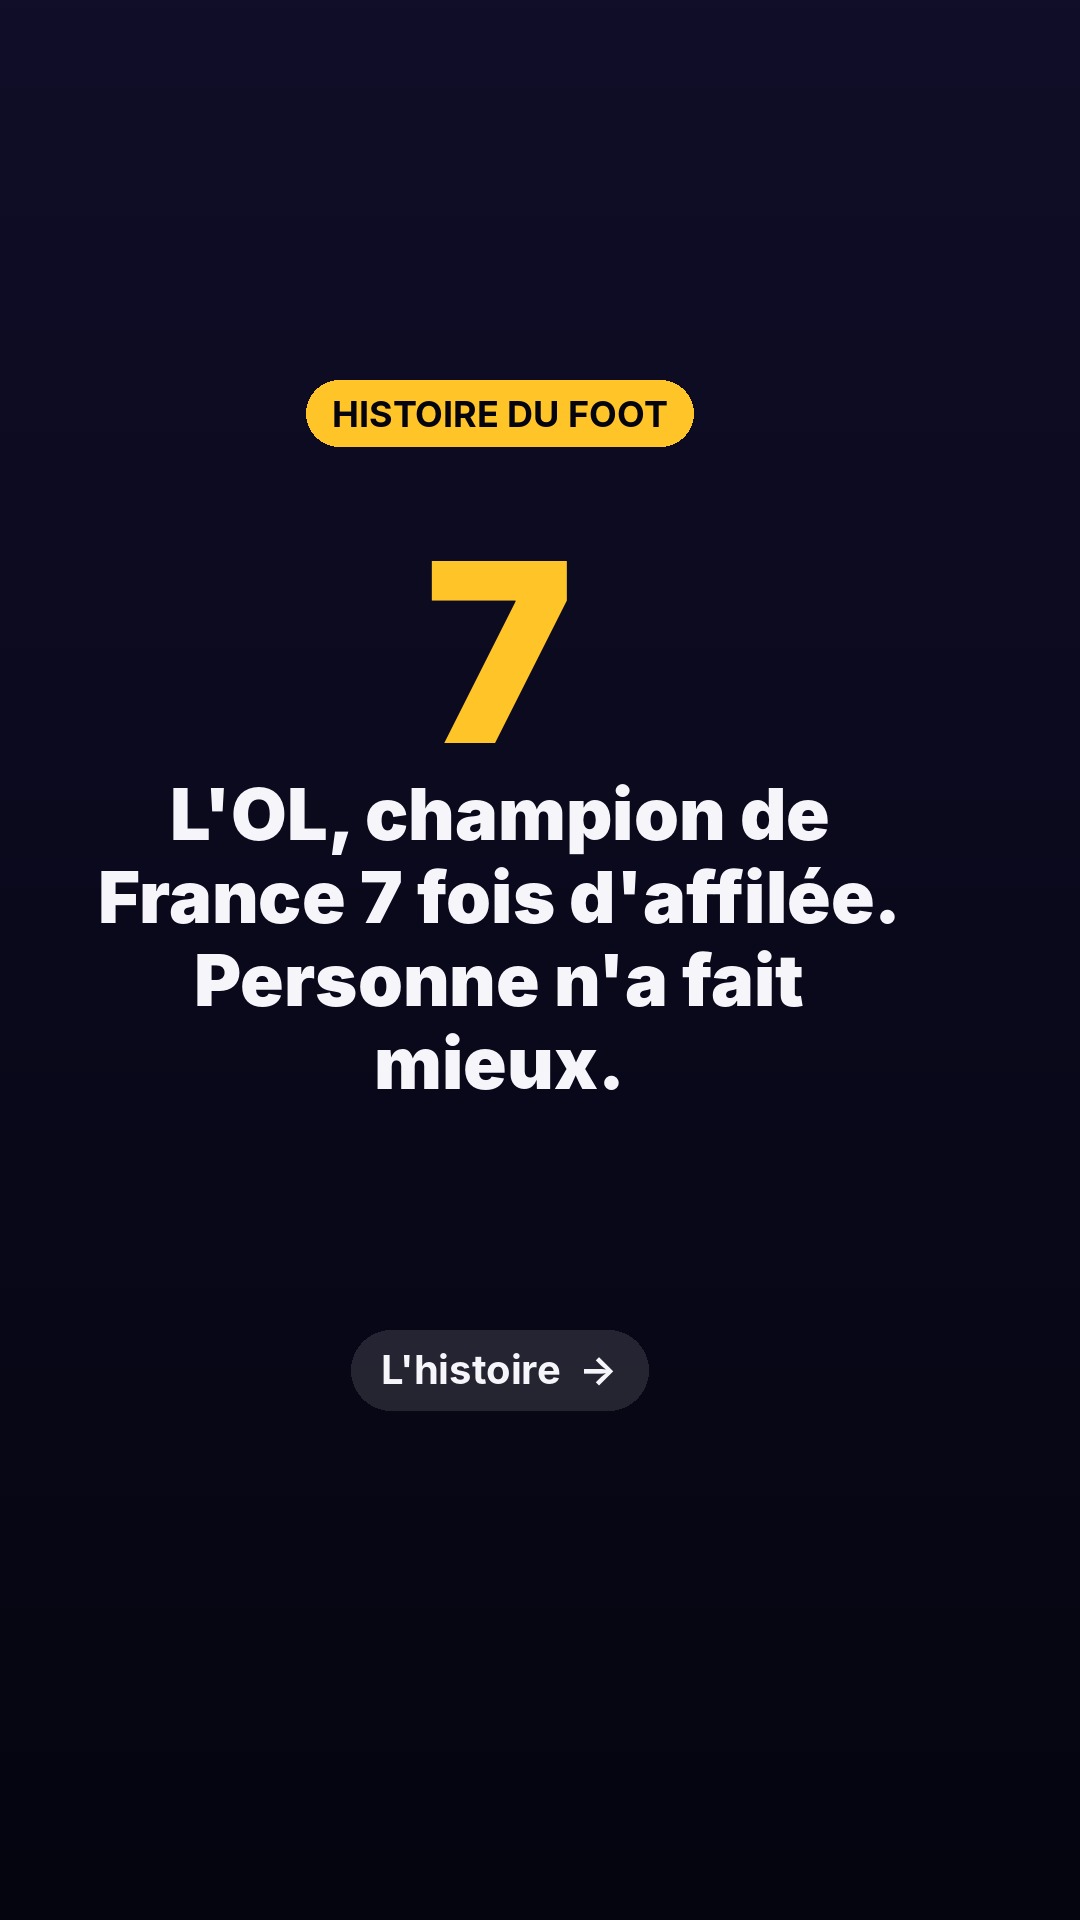 HISTOIRE DU FOOT
7
L'OL, champion de
France 7 fois d'affilée.
Personne n'a fait
mieux.
L'histoire →